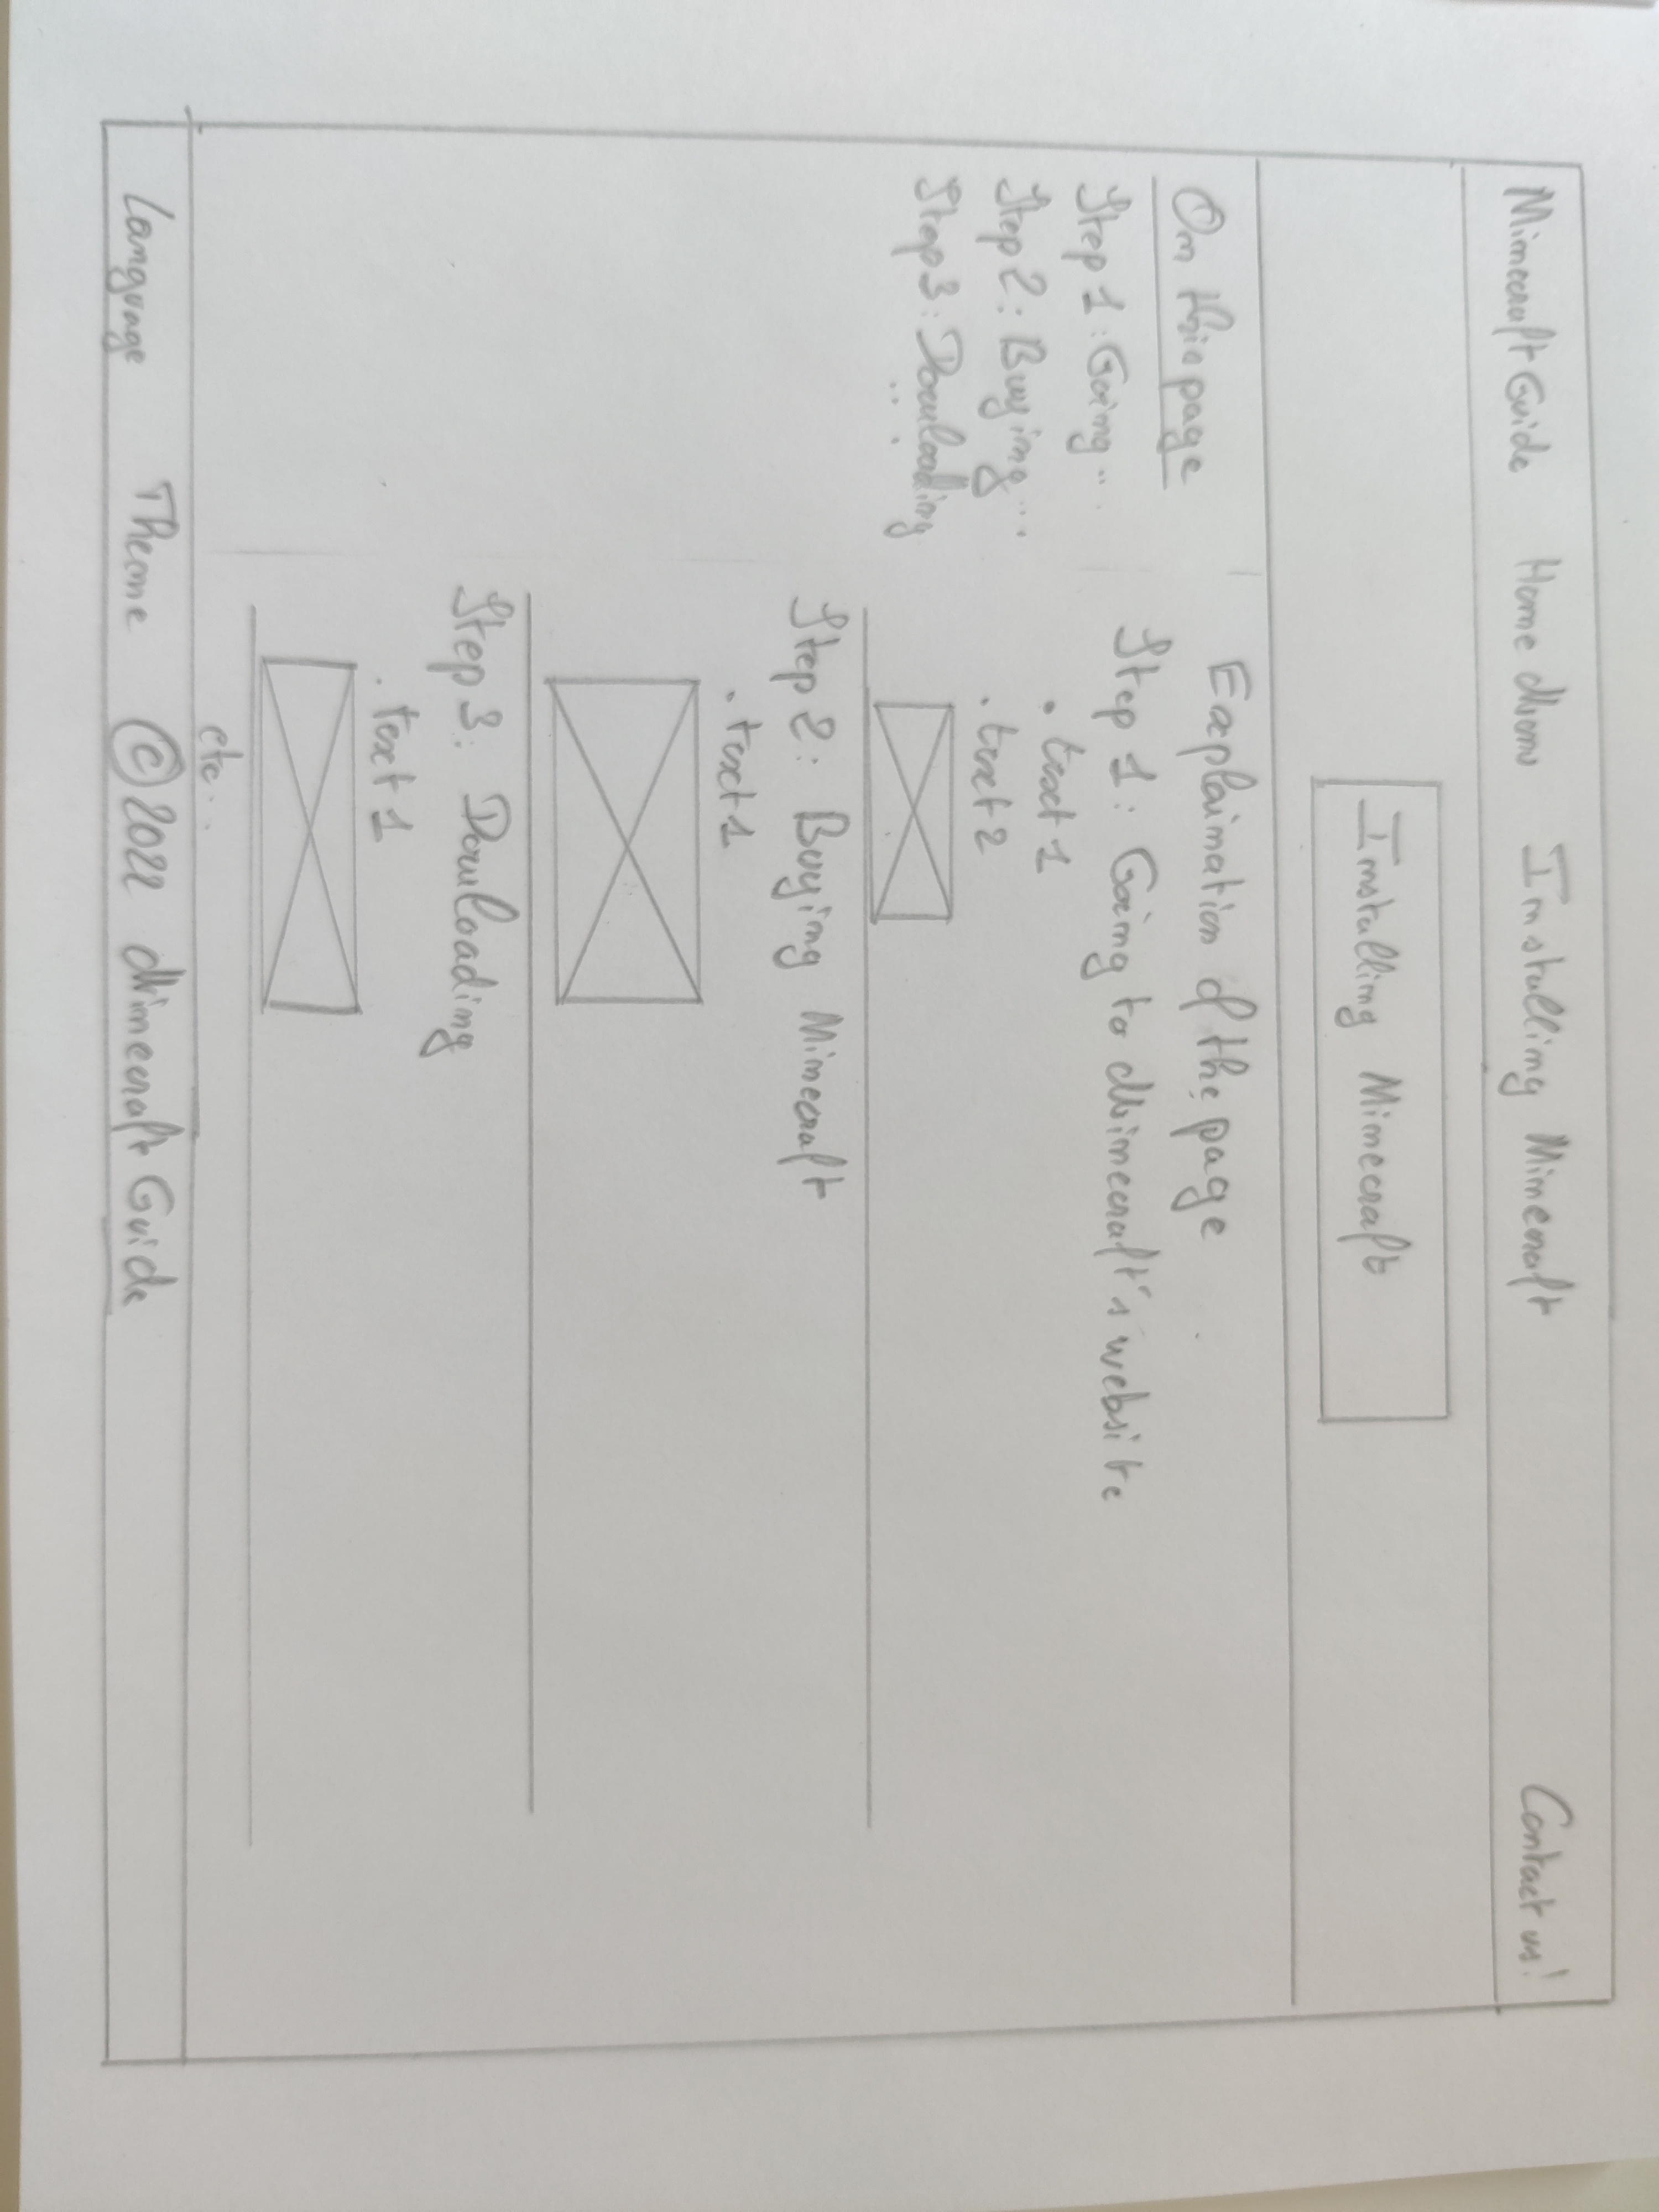 Minecraft Guide Home Menu Installing Minecraft Contact us!
Installing Minecraft
On this page
Step 1: Going ..
Step 2: Buying ...
Step 3: Dowloading
...
Explaination of the page
Step 1: Going to Minecraft's website
. text 1
. text 2
Step 2: Buying Minecraft
. text 1
Step 3: Dowloading
. text 1
etc...
Language Theme © 2022 Minecraft Guide